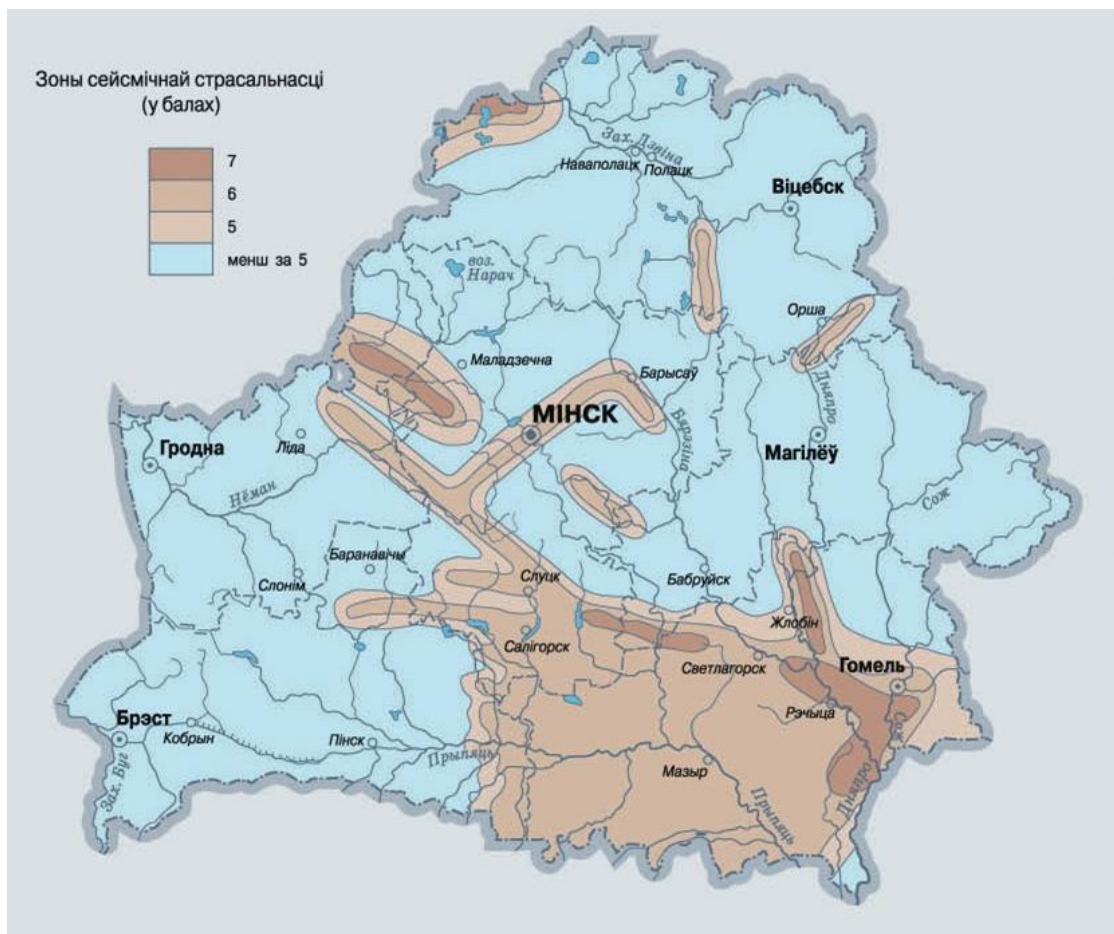 Зоны сейсмічнай страсальнасці
(у балах)
7
6
5
менш за 5
Зах. Дзвіна
Наваполацк
Полацк
Віцебск
воз.
Нарач
Орша
Маладзечна
Барысаў
Дняпро
МІНСК
Бярэзіна
Магілёў
Гродна
Ліда
Нёман
Сож
Баранавічы
Слонім
Слуцк
Бабруйск
Жлобін
Салігорск
Светлагорск
Гомель
Рэчыца
Сож
Брэст
Кобрын
Пінск
Прыпяць
Мазыр
Зах. Буг
Прыпяць
Дняпро